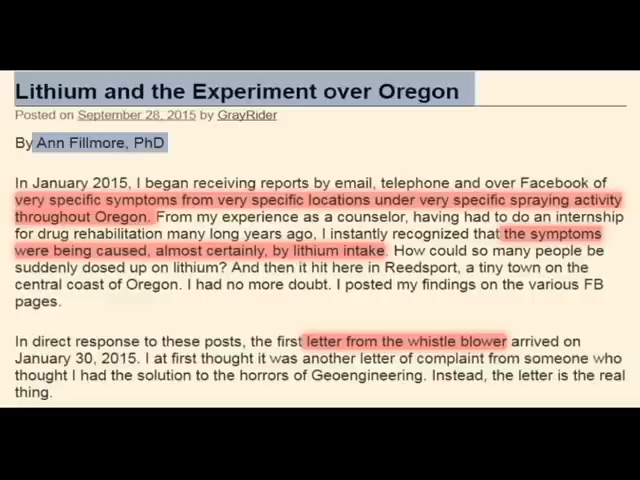 Lithium and the Experiment over Oregon
Posted on September 28, 2015 by GrayRider
By Ann Fillmore, PhD
In January 2015, I began receiving reports by email, telephone and over Facebook of
very specific symptoms from very specific locations under very specific spraying activity
throughout Oregon. From my experience as a counselor, having had to do an internship
for drug rehabilitation many long years ago, I instantly recognized that the symptoms
were being caused, almost certainly, by lithium intake. How could so many people be
suddenly dosed up on lithium? And then it hit here in Reedsport, a tiny town on the
central coast of Oregon. I had no more doubt. I posted my findings on the various FB
pages.
In direct response to these posts, the first letter from the whistle blower arrived on
January 30, 2015. I at first thought it was another letter of complaint from someone who
thought I had the solution to the horrors of Geoengineering. Instead, the letter is the real
thing.